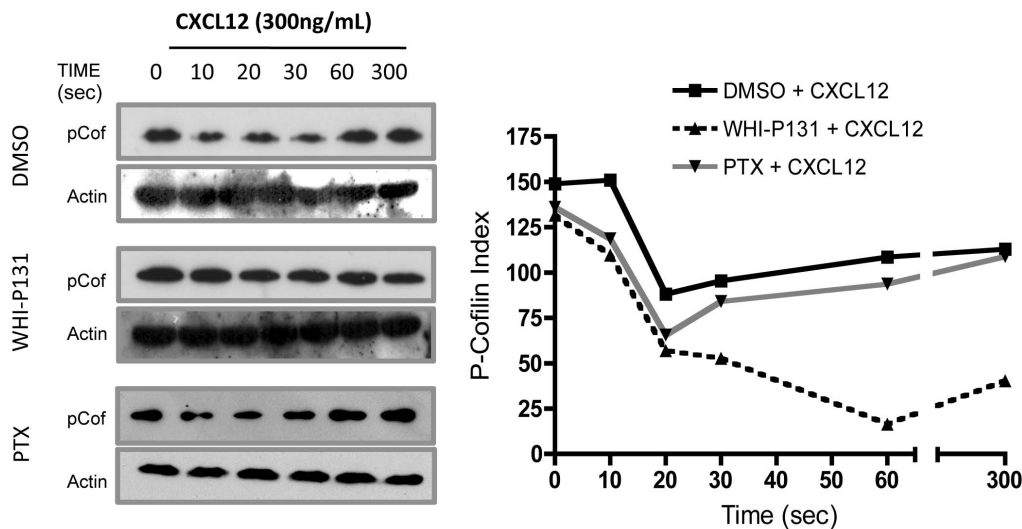 CXCL12 (300ng/mL)
TIME (sec) 0 10 20 30 60 300
DMSO
pCof
Actin
WHI-P131
pCof
Actin
PTX
pCof
Actin
DMSO + CXCL12
WHI-P131 + CXCL12
PTX + CXCL12
P-Cofilin Index
175
150
125
100
75
50
25
0
0 10 20 30 40 50 60 300
Time (sec)